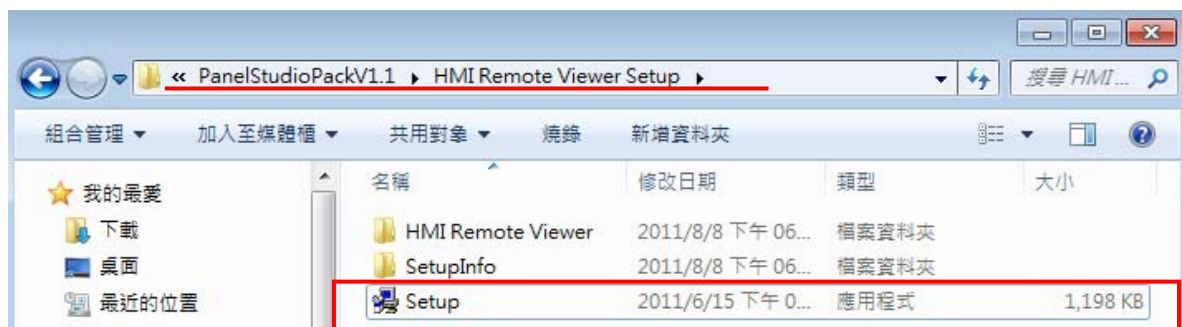 « PanelStudioPackV1.1 ▸ HMI Remote Viewer Setup ▸ 搜尋 HMI ...
組合管理 ▼ 加入至媒體櫃 ▼ 共用對象 ▼ 燒錄 新增資料夾
我的最愛 名稱 修改日期 類型 大小
下載 HMI Remote Viewer 2011/8/8 下午 06... 檔案資料夾
桌面 SetupInfo 2011/8/8 下午 06... 檔案資料夾
最近的位置 Setup 2011/6/15 下午 0... 應用程式 1,198 KB